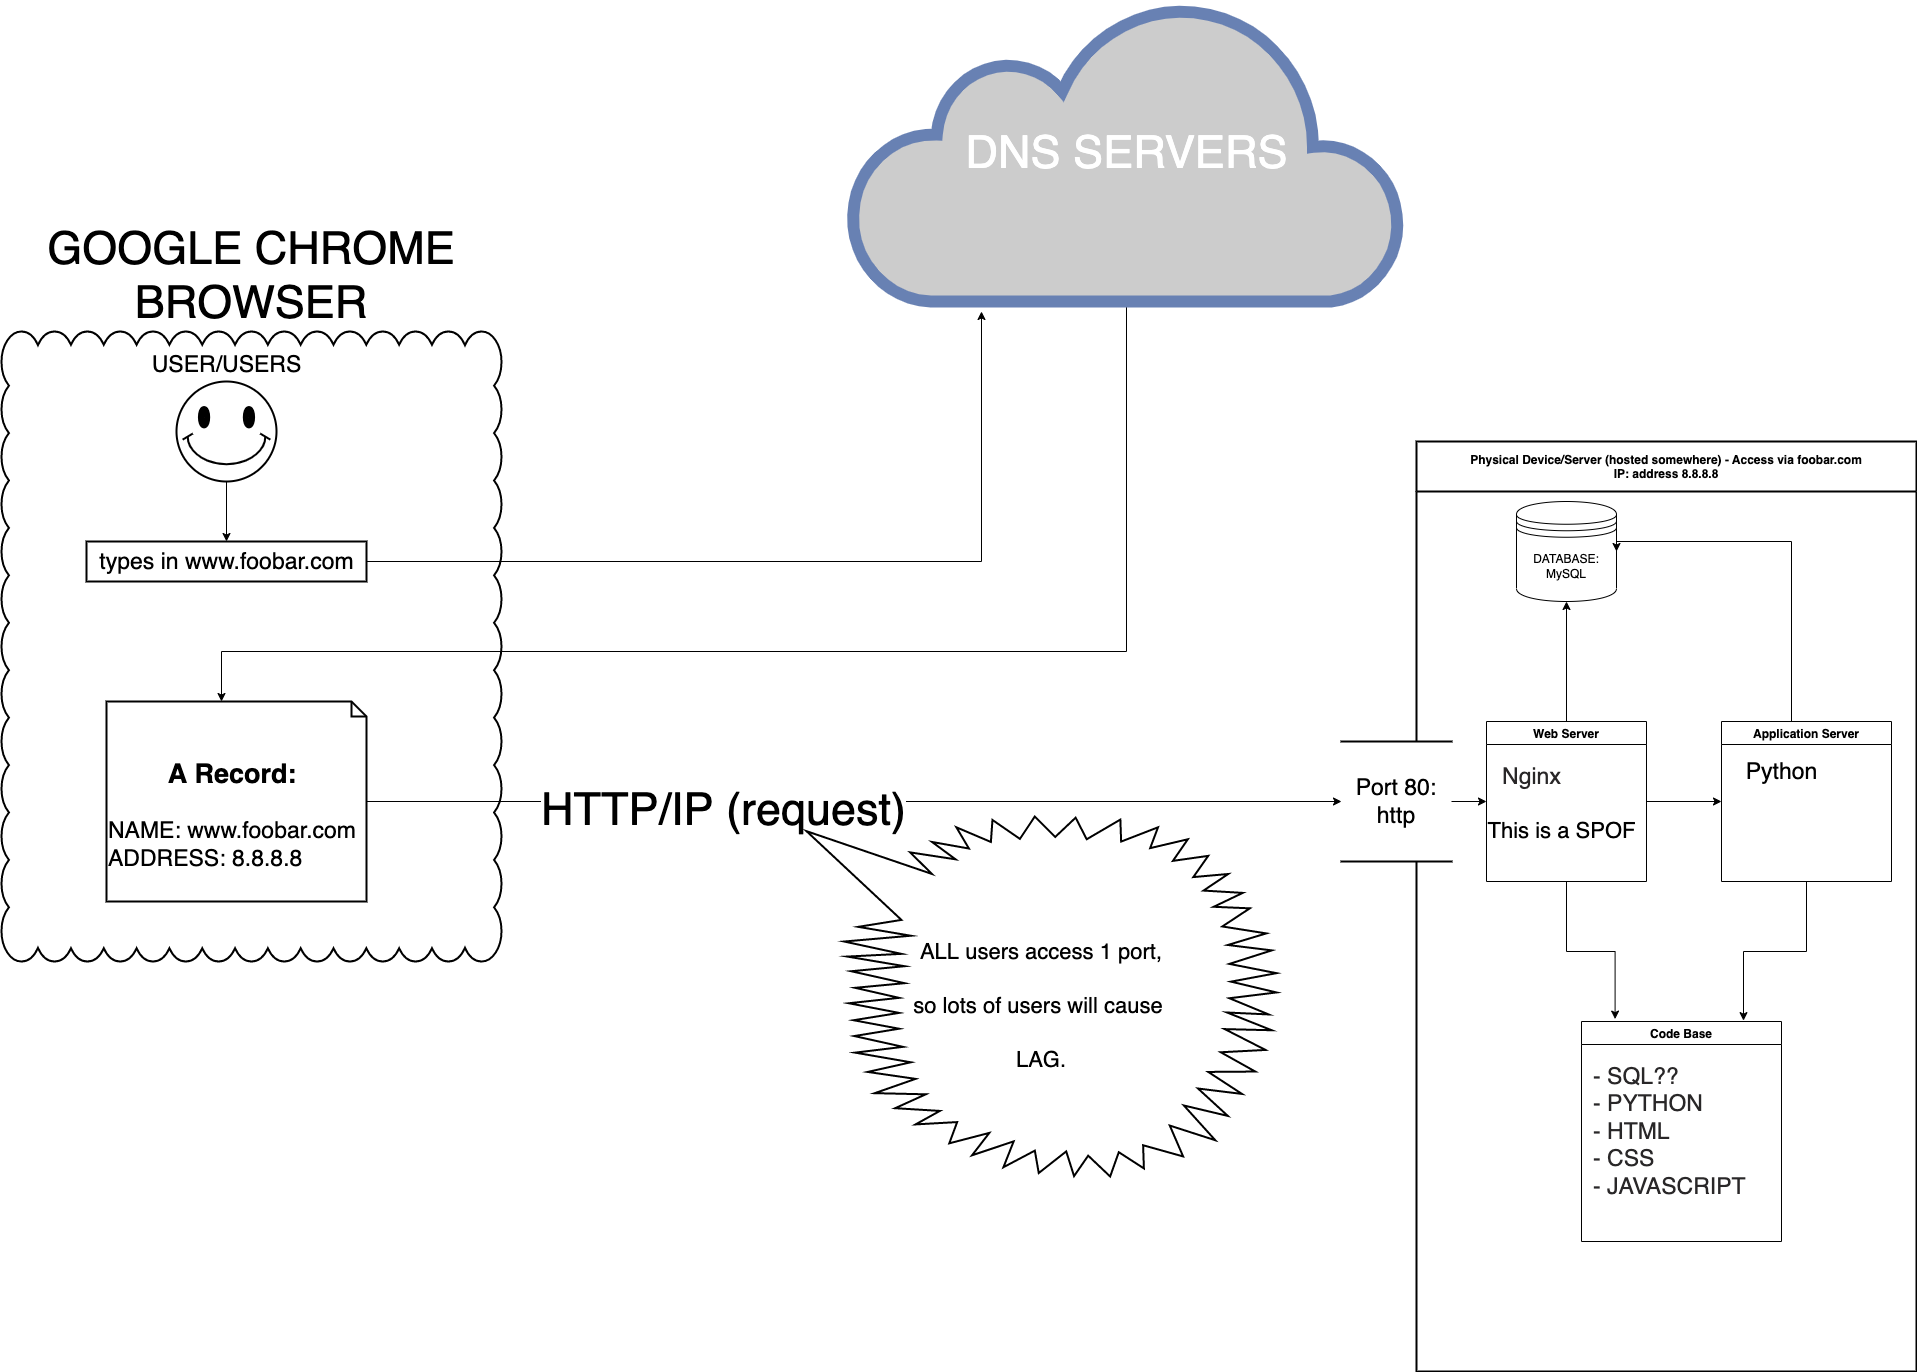 DNS SERVERS
GOOGLE CHROME
BROWSER
USER/USERS
types in www.foobar.com
A Record:
NAME: www.foobar.com
ADDRESS: 8.8.8.8
HTTP/IP (request)
ALL users access 1 port,
so lots of users will cause
LAG.
Port 80:
http
Physical Device/Server (hosted somewhere) - Access via foobar.com
IP: address 8.8.8.8
DATABASE:
MySQL
Web Server
Nginx
This is a SPOF
Application Server
Python
Code Base
- SQL??
- PYTHON
- HTML
- CSS
- JAVASCRIPT